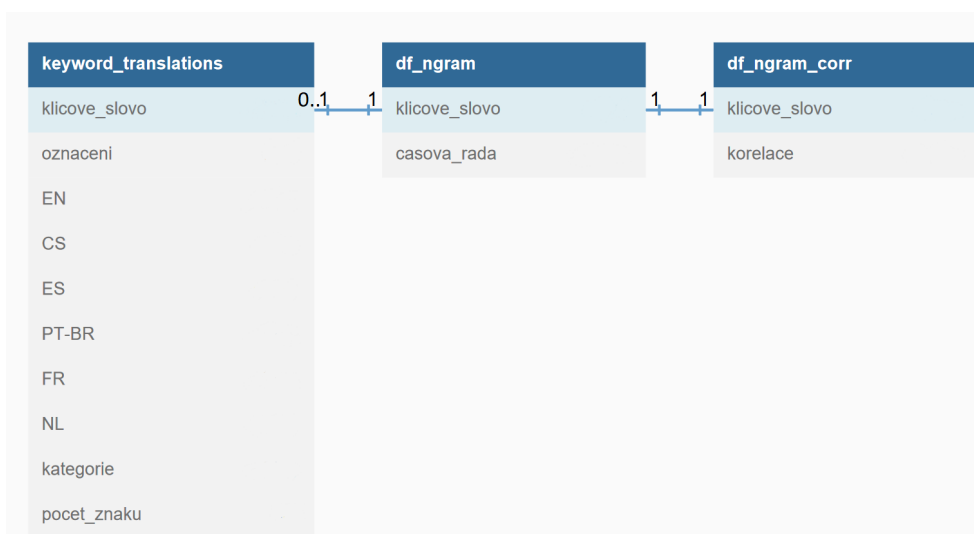 keyword_translations
klicove_slovo
oznaceni
EN
CS
ES
PT-BR
FR
NL
kategorie
pocet_znaku
0..1
1
df_ngram
klicove_slovo
casova_rada
1
1
df_ngram_corr
klicove_slovo
korelace